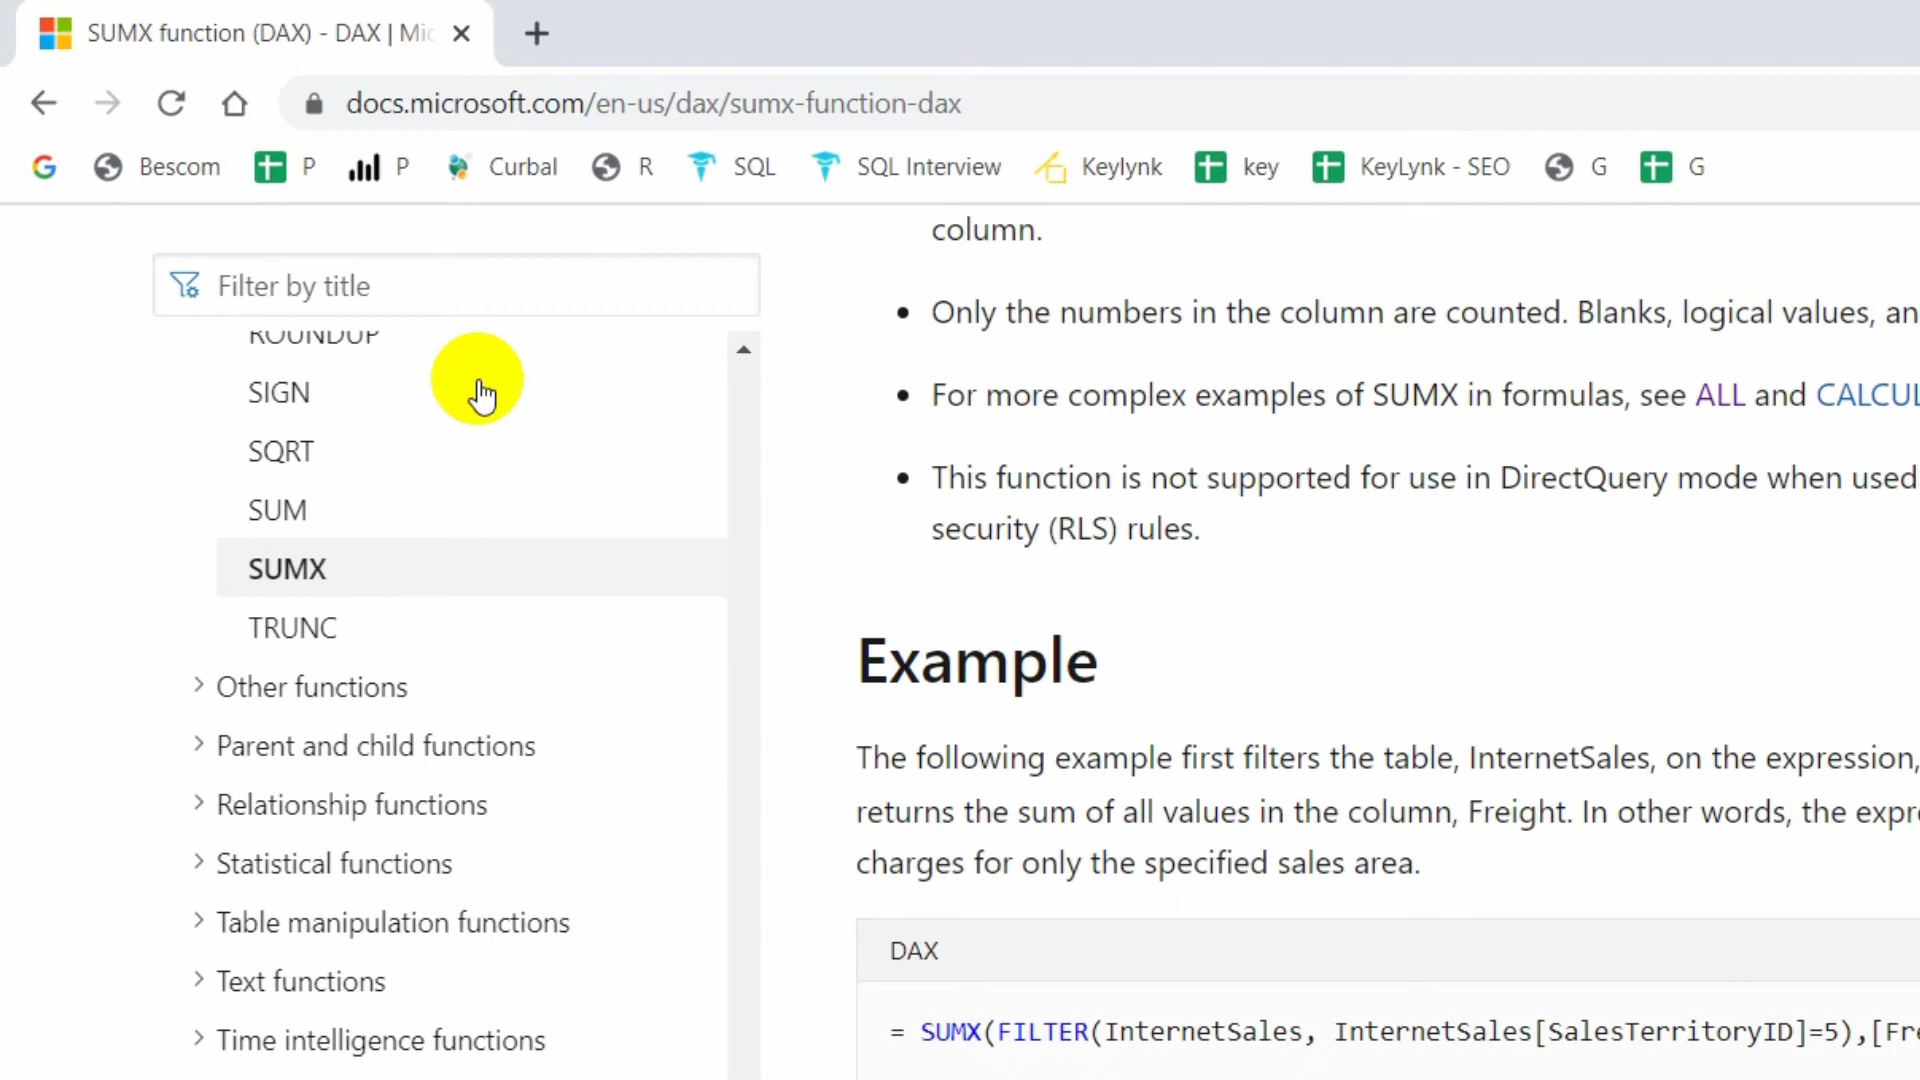 SUMX function (DAX) - DAX | Mic
docs.microsoft.com/en-us/dax/sumx-function-dax
G Bescom P P Curbal R SQL SQL Interview Keylynk key KeyLynk - SEO G G
Filter by title
ROUNDUP
SIGN
SQRT
SUM
SUMX
TRUNC
Other functions
Parent and child functions
Relationship functions
Statistical functions
Table manipulation functions
Text functions
Time intelligence functions
column.
• Only the numbers in the column are counted. Blanks, logical values, an
• For more complex examples of SUMX in formulas, see ALL and CALCUL
• This function is not supported for use in DirectQuery mode when used
security (RLS) rules.
Example
The following example first filters the table, InternetSales, on the expression,
returns the sum of all values in the column, Freight. In other words, the expre
charges for only the specified sales area.
DAX
= SUMX(FILTER(InternetSales, InternetSales[SalesTerritoryID]=5),[Fre